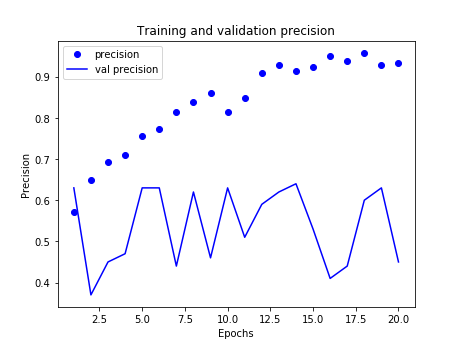 Training and validation precision
precision
val precision
0.9
0.8
0.7
0.6
0.5
0.4
Precision
2.5 5.0 7.5 10.0 12.5 15.0 17.5 20.0
Epochs